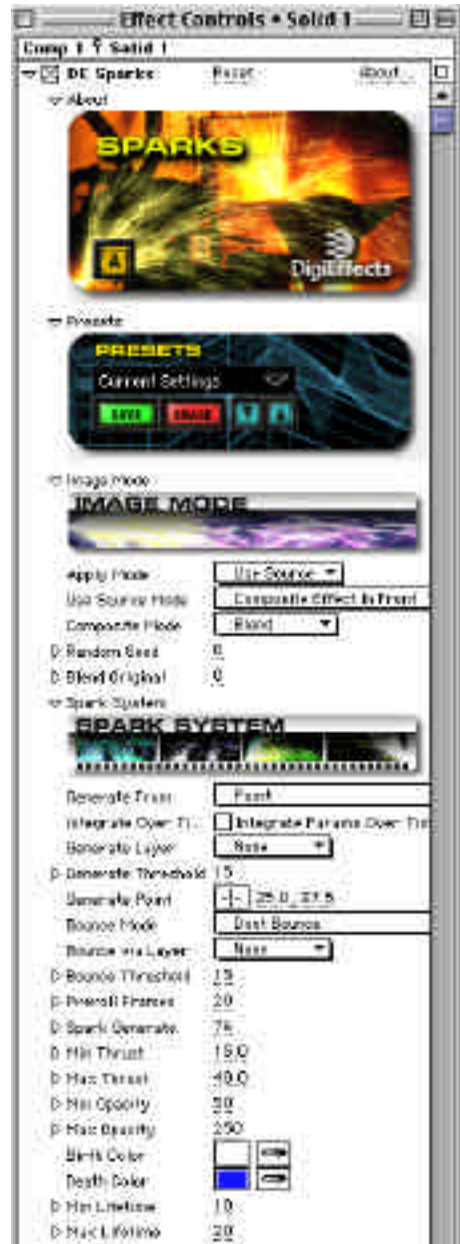 Effect Controls • Solid 1
Comp 1 Solid 1
DE Sparks Reset About...
About
SPARKS
DigiEffects
Presets
PRESETS
Current Settings
SAVE ERASE
Image Mode
IMAGE MODE
Apply Mode Use Source
Use Source Mode Composite Effect In Front
Composite Mode Blend
Random Seed 0
Blend Original 0
Spark System
SPARK SYSTEM
Generate From Point
Integrate Over Ti... Integrate Params Over Tim
Generate Layer None
Generate Threshold 15
Generate Point 25.0, 37.5
Bounce Mode Dont Bounce
Bounce via Layer None
Bounce Threshold 15
Preroll Frames 20
Spark Generate
Min Thrust 15.0
Max Thrust 40.0
Min Opacity 50
Max Opacity 250
Birth Color
Death Color
Min Lifetime 10
Max Lifetime 20